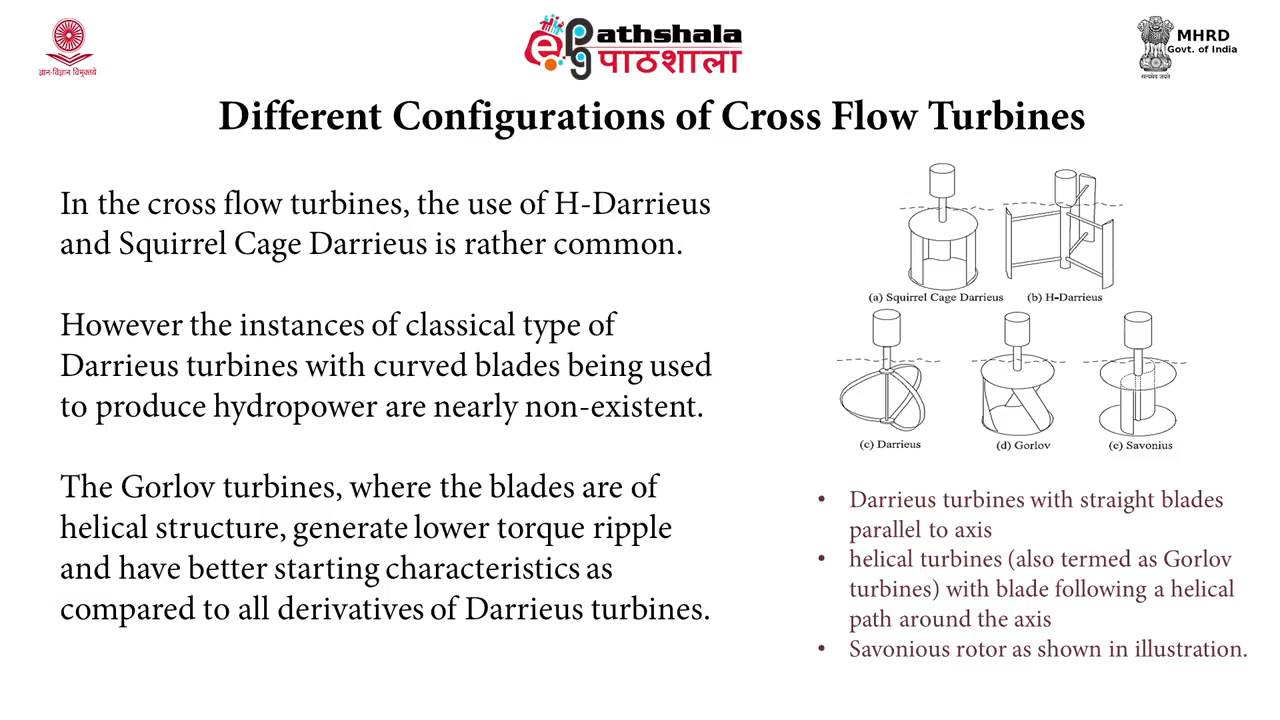 ज्ञान-विज्ञान विमुक्तये
athshala
पाठशाला
MHRD
Govt. of India
सत्यमेव जयते
Different Configurations of Cross Flow Turbines
In the cross flow turbines, the use of H-Darrieus
and Squirrel Cage Darrieus is rather common.
However the instances of classical type of
Darrieus turbines with curved blades being used
to produce hydropower are nearly non-existent.
The Gorlov turbines, where the blades are of
helical structure, generate lower torque ripple
and have better starting characteristics as
compared to all derivatives of Darrieus turbines.
(a) Squirrel Cage Darrieus
(b) H-Darrieus
(c) Darrieus
(d) Gorlov
(e) Savonius
• Darrieus turbines with straight blades
parallel to axis
• helical turbines (also termed as Gorlov
turbines) with blade following a helical
path around the axis
• Savonious rotor as shown in illustration.